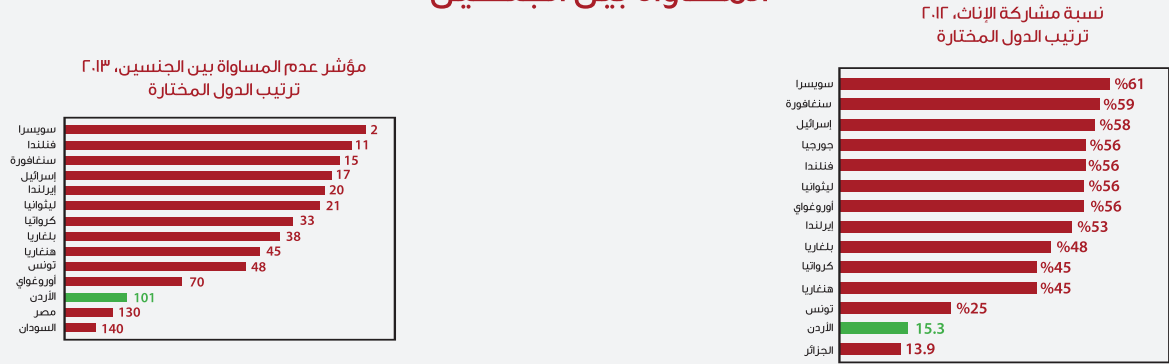 المساواة بين الجنسين
نسبة مشاركة الإناث، ٢٠١٢
ترتيب الدول المختارة
سويسرا %61
سنغافورة %59
إسرائيل %58
جورجيا %56
فنلندا %56
ليثوانيا %56
أوروغواي %56
إيرلندا %53
بلغاريا %48
كرواتيا %45
هنغاريا %45
تونس %25
الأردن 15.3
الجزائر 13.9
مؤشر عدم المساواة بين الجنسين، ٢٠١٣
ترتيب الدول المختارة
سويسرا 2
فنلندا 11
سنغافورة 15
إسرائيل 17
إيرلندا 20
ليثوانيا 21
كرواتيا 33
بلغاريا 38
هنغاريا 45
تونس 48
أوروغواي 70
الأردن 101
مصر 130
السودان 140